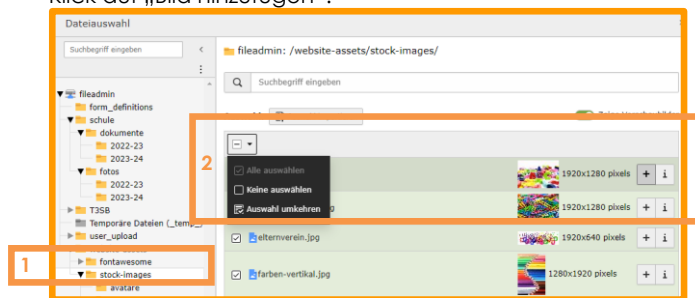 Klick auf „Bild hinzufügen“.
Dateiauswahl
Suchbegriff eingeben
fileadmin: /website-assets/stock-images/
Suchbegriff eingeben
fileadmin
form_definitions
schule
dokumente
2022-23
2023-24
fotos
2022-23
2023-24
T3SB
Temporäre Dateien (_temp_)
user_upload
fontawesome
stock-images
avatare
1
2
Alle auswählen
Keine auswählen
Auswahl umkehren
1920x1280 pixels
1920x1280 pixels
elternverein.jpg
1920x640 pixels
farben-vertikal.jpg
1280x1920 pixels